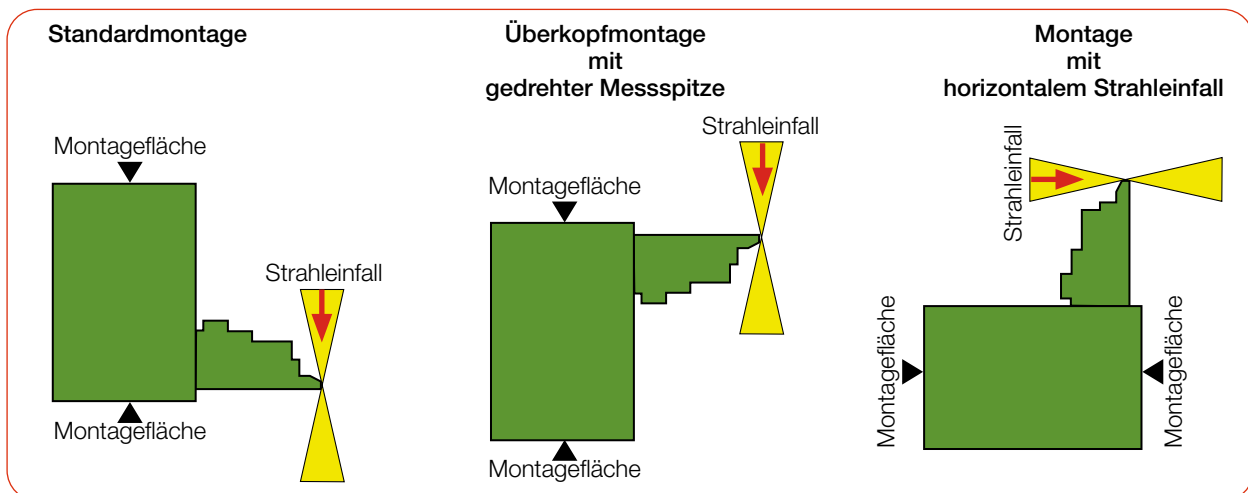 Standardmontage
Montagefläche
Strahleinfall
Montagefläche
Überkopfmontage
mit
gedrehter Messspitze
Strahleinfall
Montagefläche
Montagefläche
Montage
mit
horizontalem Strahleinfall
Strahleinfall
Montagefläche
Montagefläche